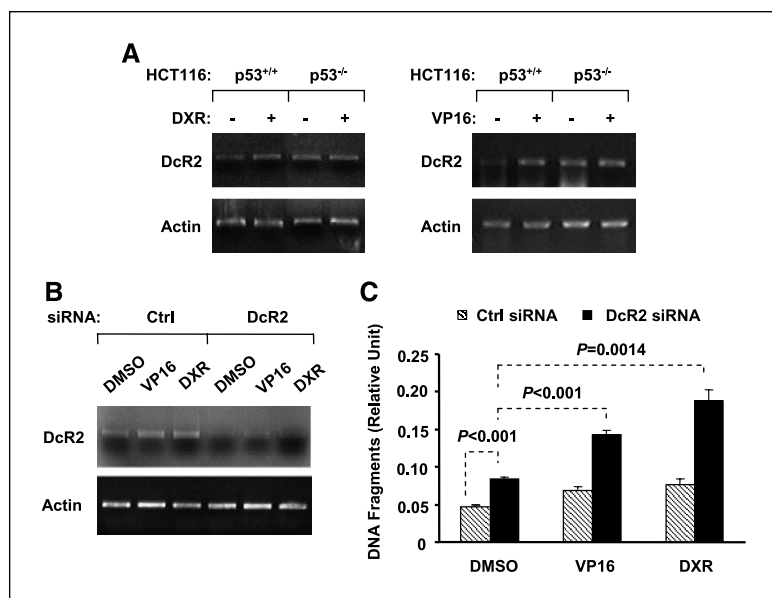 A
HCT116: p53+/+ p53-/-
DXR: - + - +
DcR2
Actin
HCT116: p53+/+ p53-/-
VP16: - + - +
DcR2
Actin
B
siRNA: Ctrl DcR2
DMSO VP16 DXR DMSO VP16 DXR
DcR2
Actin
C
Ctrl siRNA DcR2 siRNA
DNA Fragments (Relative Unit)
0.25
0.20
0.15
0.10
0.05
0
P=0.0014
P<0.001
P<0.001
DMSO VP16 DXR